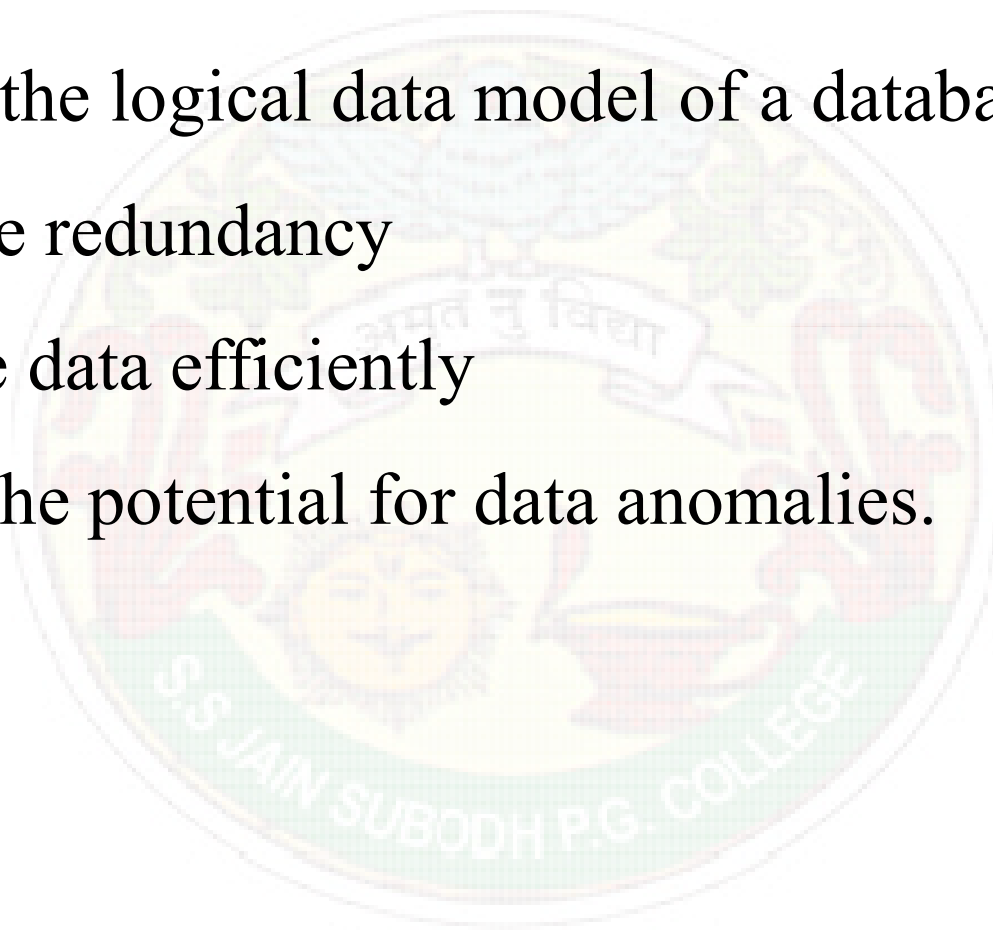 the logical data model of a databa
e redundancy
e data efficiently
he potential for data anomalies.
अमृतं नु विद्या
S.S JAIN SUBODH P.G. COLLEGE